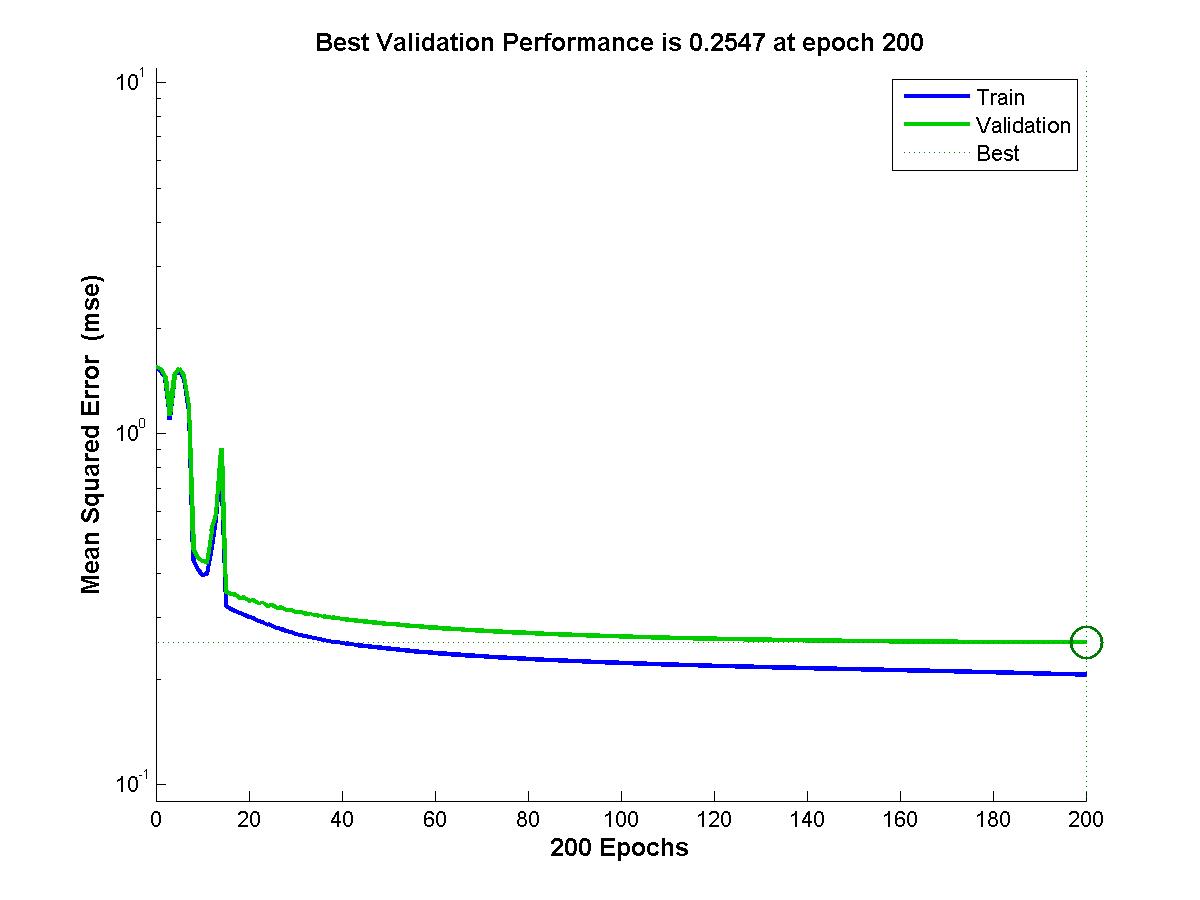 Best Validation Performance is 0.2547 at epoch 200
Train
Validation
Best
Mean Squared Error  (mse)
10^1
10^0
10^-1
0 20 40 60 80 100 120 140 160 180 200
200 Epochs